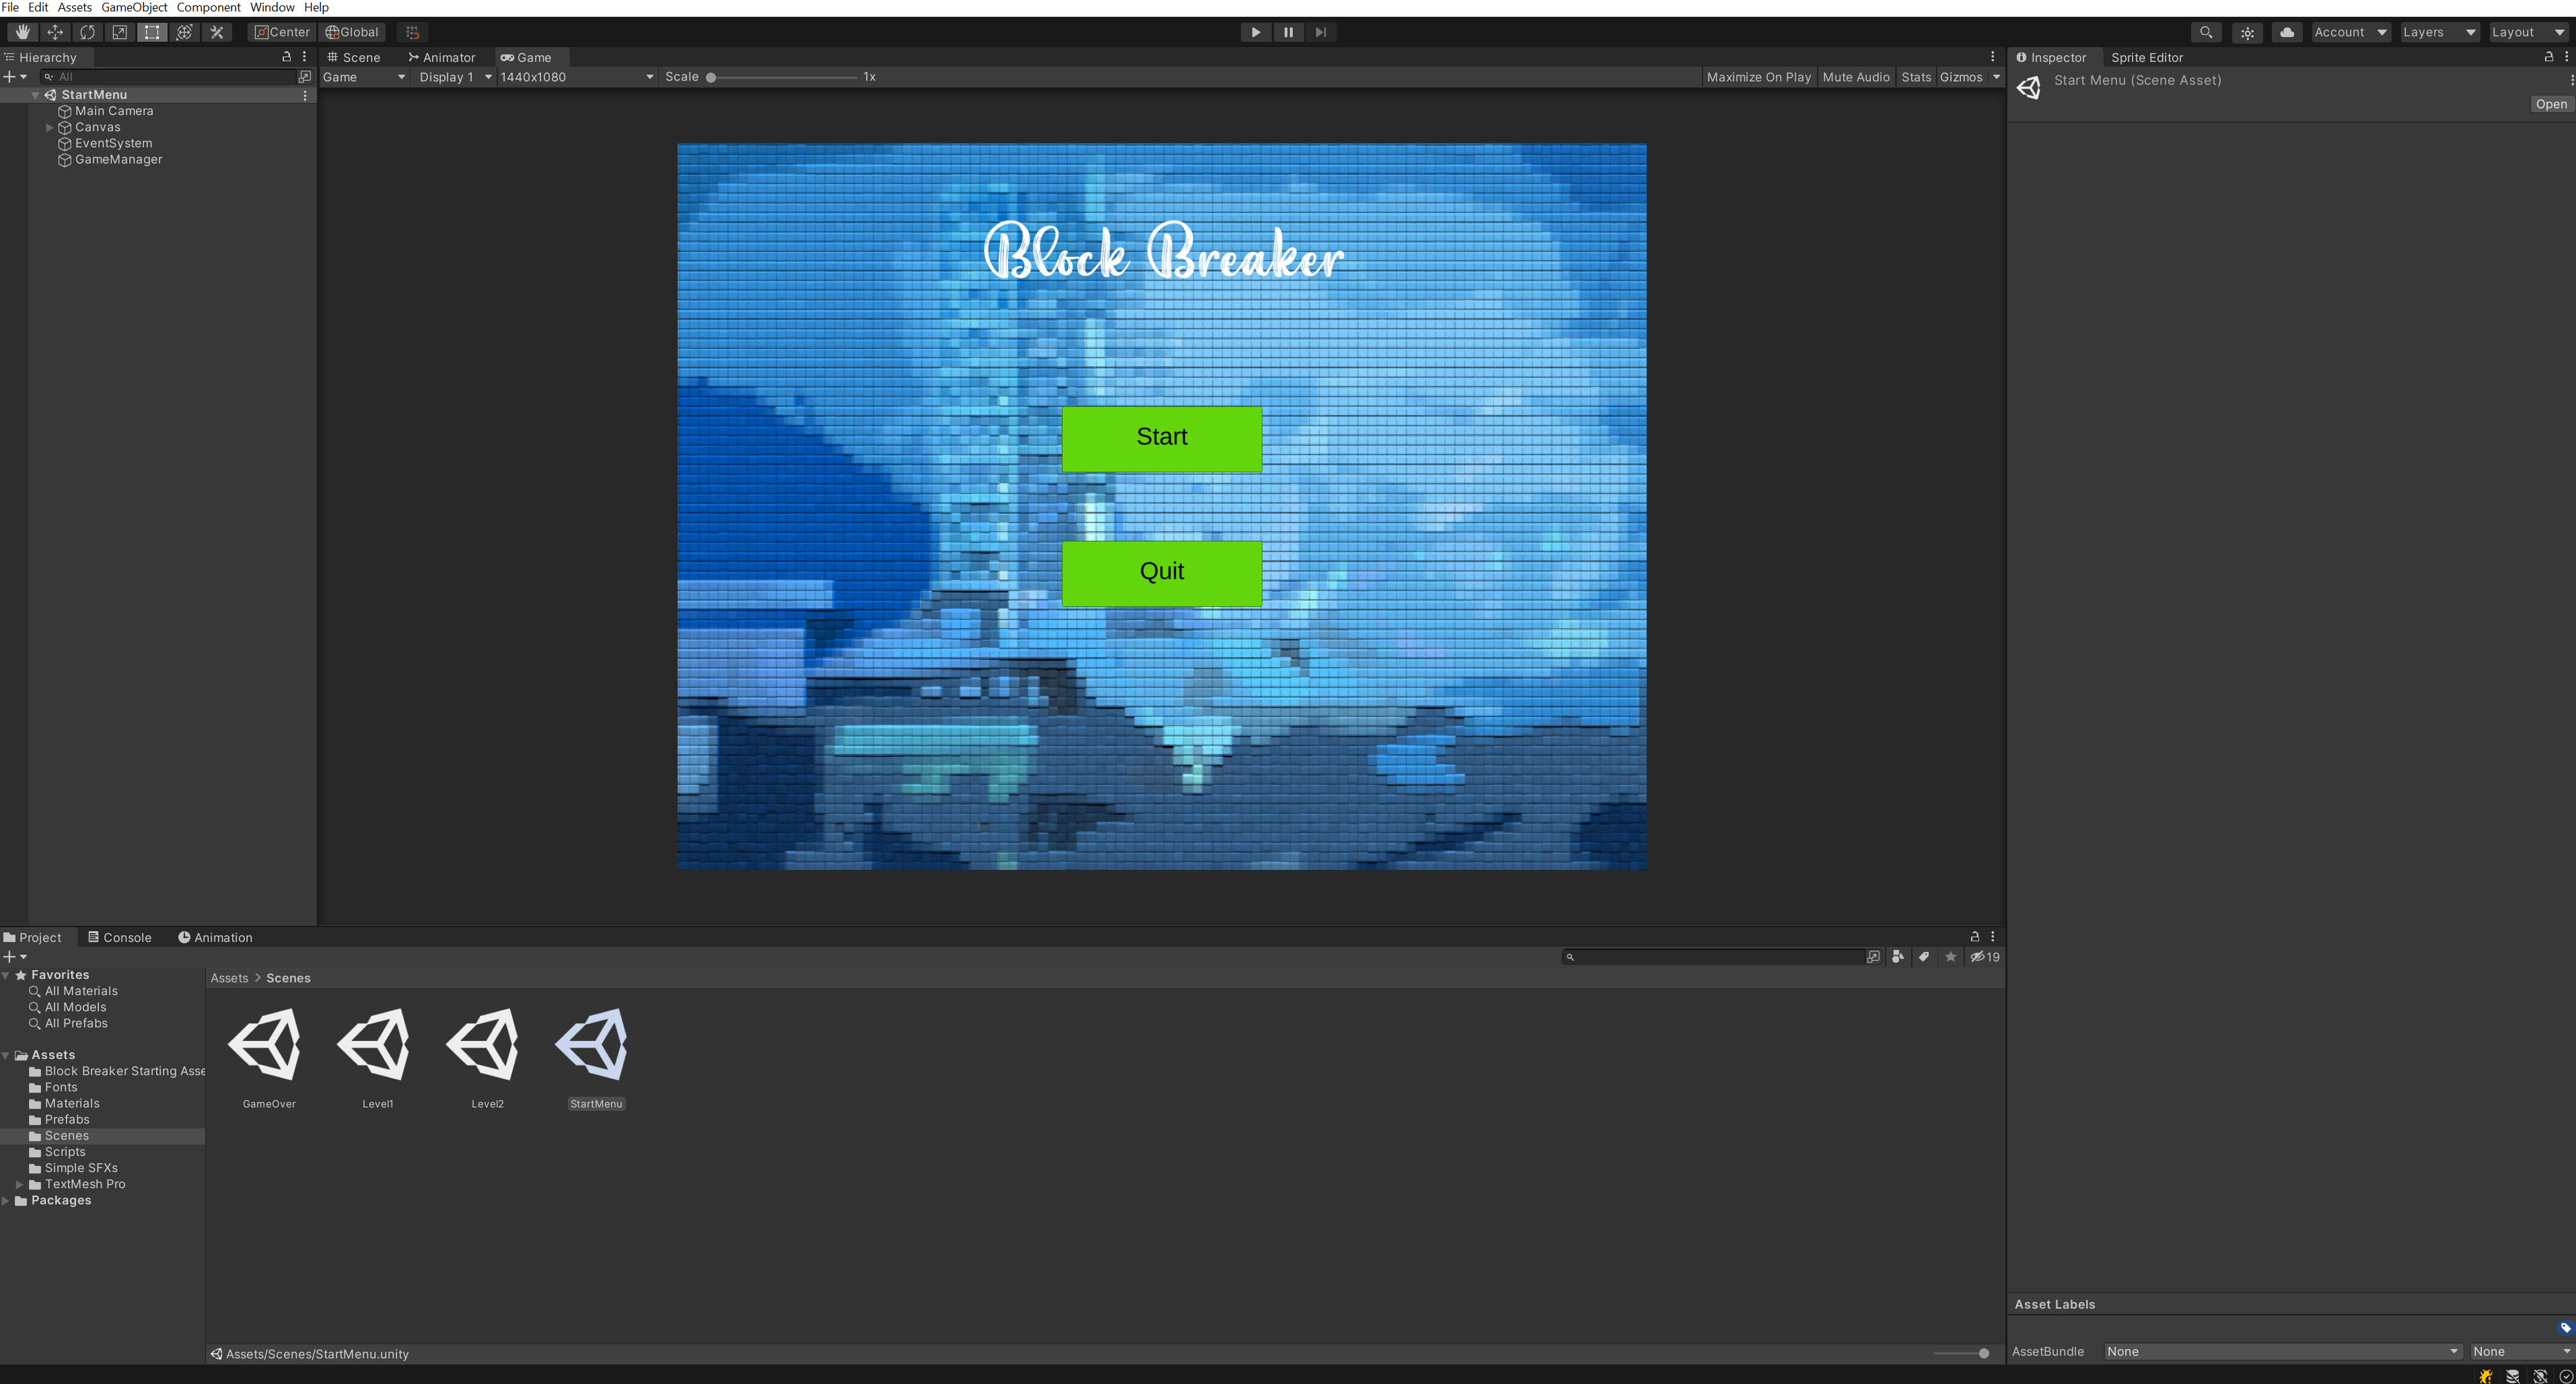 File Edit Assets GameObject Component Window Help
Center Global
Account Layers Layout
Hierarchy
All
StartMenu
Main Camera
Canvas
EventSystem
GameManager
Scene Animator Game
Game Display 1 1440x1080 Scale 1x Maximize On Play Mute Audio Stats Gizmos
Block Breaker
Start
Quit
Inspector Sprite Editor
Start Menu (Scene Asset)
Open
Project Console Animation
19
Favorites
All Materials
All Models
All Prefabs
Assets
Block Breaker Starting Asse
Fonts
Materials
Prefabs
Scenes
Scripts
Simple SFXs
TextMesh Pro
Packages
Assets > Scenes
GameOver Level1 Level2 StartMenu
Assets/Scenes/StartMenu.unity
Asset Labels
AssetBundle None None